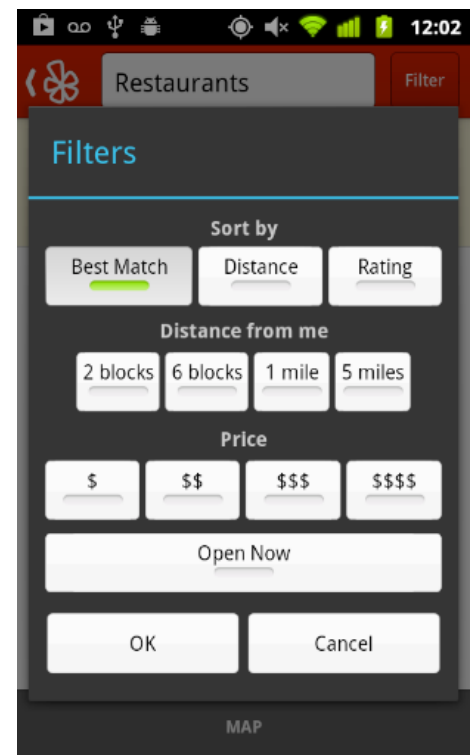 12:02
Restaurants Filter
Filters
Sort by
Best Match Distance Rating
Distance from me
2 blocks 6 blocks 1 mile 5 miles
Price
$ $$ $$$ $$$$
Open Now
OK Cancel
MAP